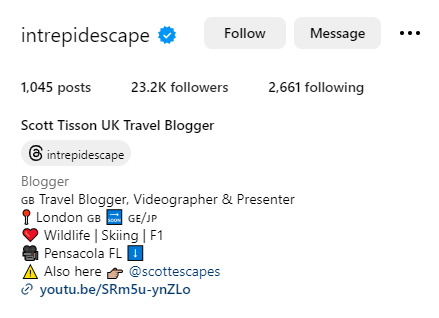 intrepidescape Follow Message
1,045 posts 23.2K followers 2,661 following
Scott Tisson UK Travel Blogger
intrepidescape
Blogger
GB Travel Blogger, Videographer & Presenter
📍 London GB 🔜 GE/JP
❤️ Wildlife | Skiing | F1
🎥 Pensacola FL ⬇️
⚠️ Also here 👉🏽 @scottescapes
youtu.be/SRm5u-ynZLo